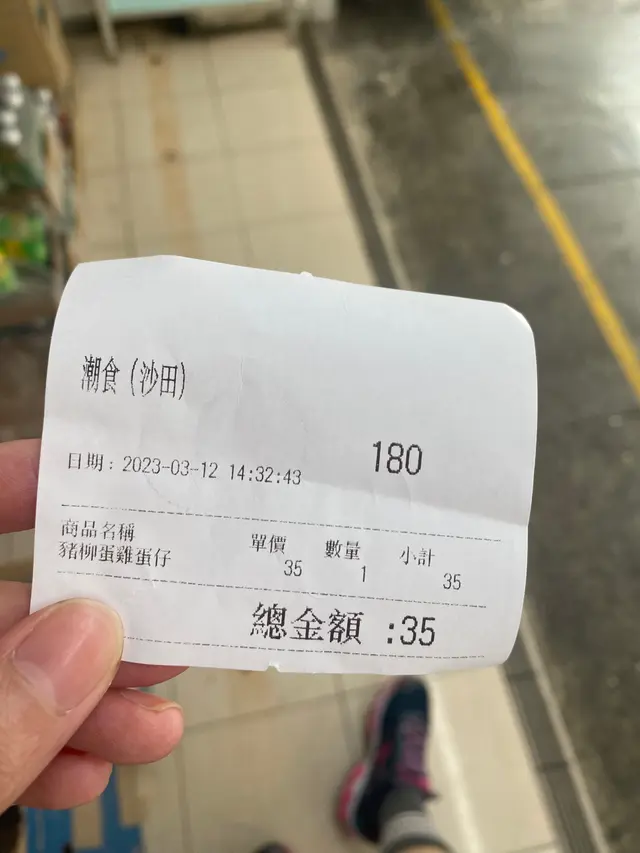 潮食(沙田)
180
日期: 2023-03-12 14:32:43
商品名稱 單價 數量 小計
豬柳蛋雞蛋仔 35 1 35
總金額 :35